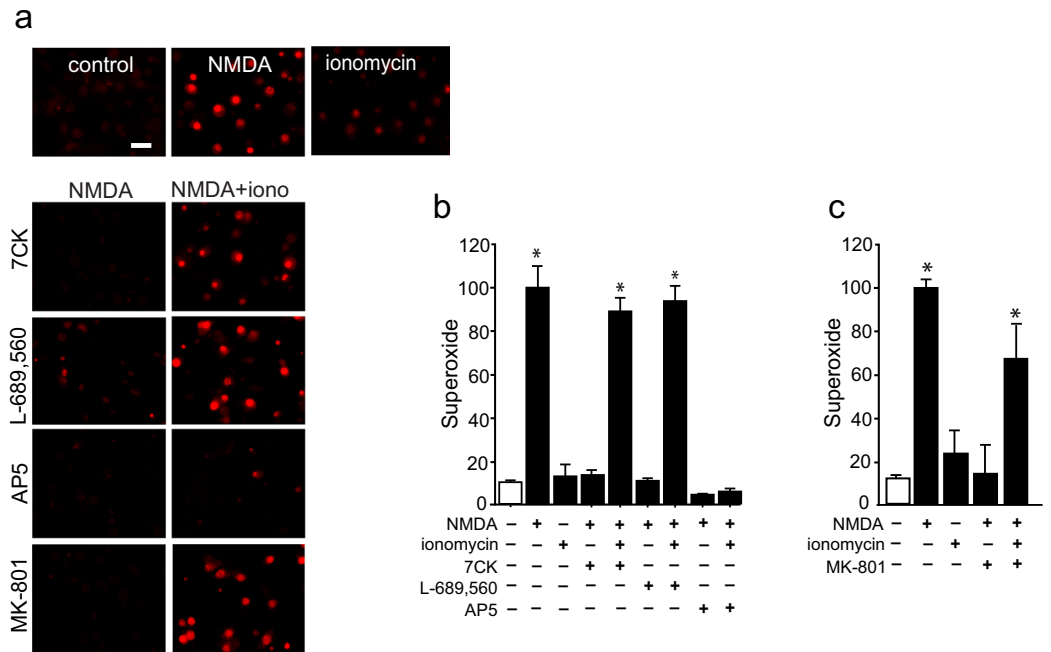 a
control NMDA ionomycin
NMDA NMDA+iono
7CK
L-689,560
AP5
MK-801
b
Superoxide
120
100
80
60
40
20
0
* * *
NMDA − + − + + + + + +
ionomycin − − + − + − + − +
7CK − − − + + − − − −
L-689,560 − − − − − + + − −
AP5 − − − − − − − + +
c
Superoxide
120
100
80
60
40
20
0
* *
NMDA − + − + +
ionomycin − − + − +
MK-801 − − − + +